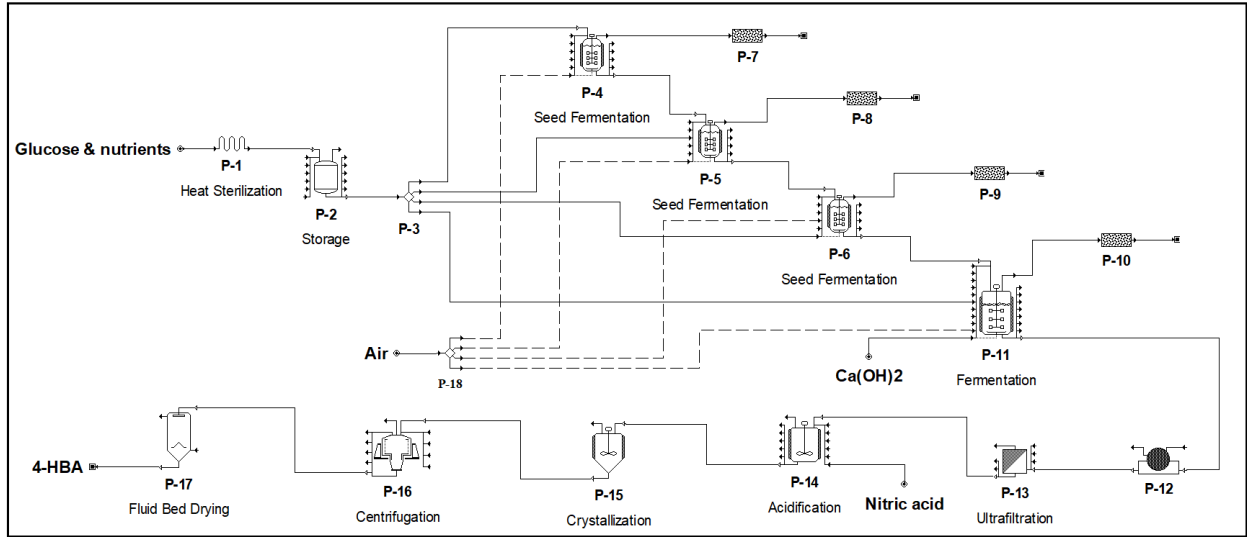 P-4
Seed Fermentation
P-7
P-8
Glucose & nutrients
P-1
Heat Sterilization
P-2
Storage
P-3
P-5
Seed Fermentation
P-9
P-6
Seed Fermentation
P-10
Air
P-18
Ca(OH)2
P-11
Fermentation
4-HBA
P-17
Fluid Bed Drying
P-16
Centrifugation
P-15
Crystallization
P-14
Acidification
Nitric acid
P-13
Ultrafiltration
P-12